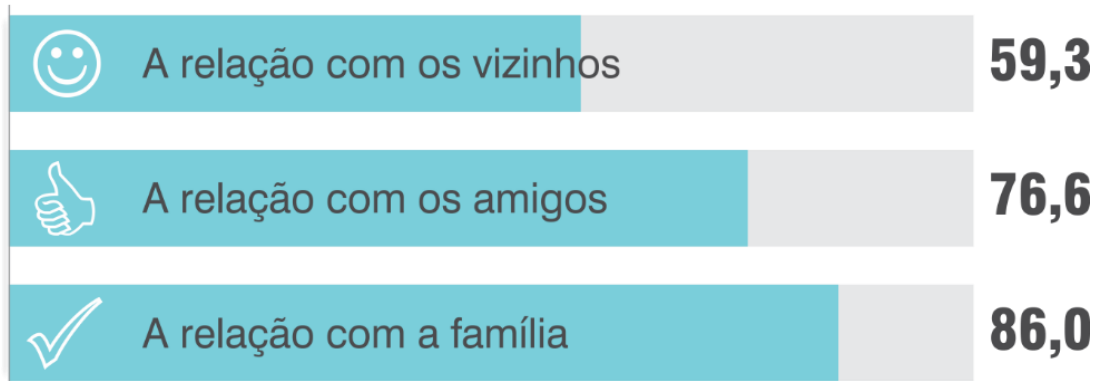 A relação com os vizinhos 59,3
A relação com os amigos 76,6
A relação com a família 86,0